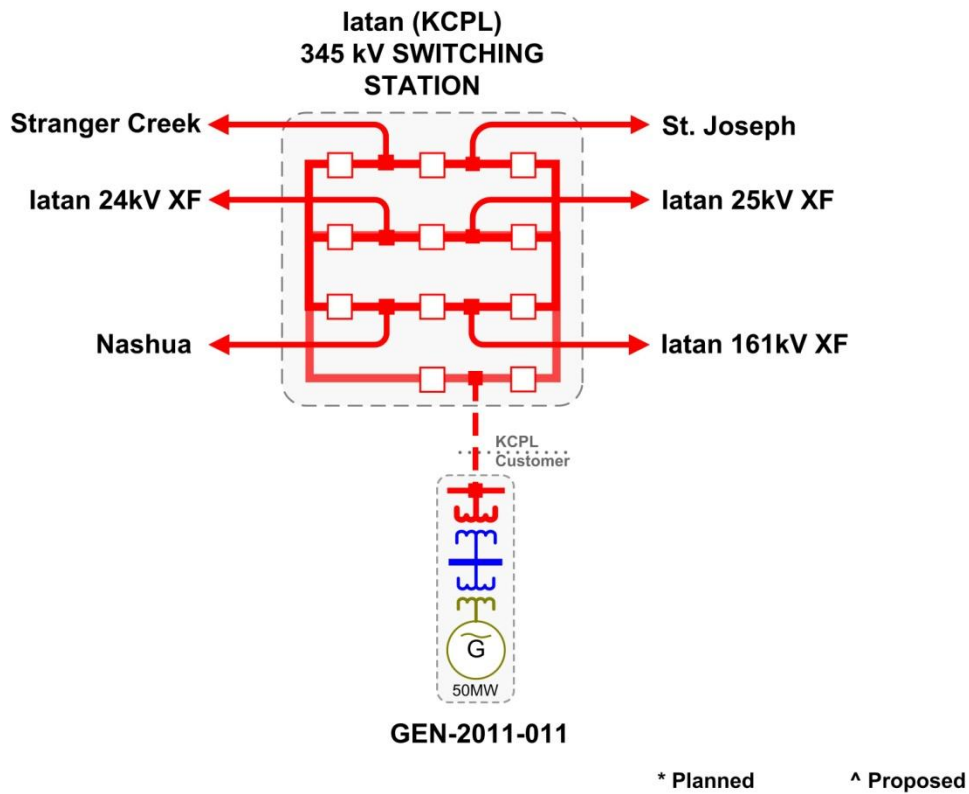 Iatan (KCPL)
345 kV SWITCHING
STATION
Stranger Creek
St. Joseph
Iatan 24kV XF
Iatan 25kV XF
Nashua
Iatan 161kV XF
KCPL
Customer
G
50MW
GEN-2011-011
* Planned ^ Proposed